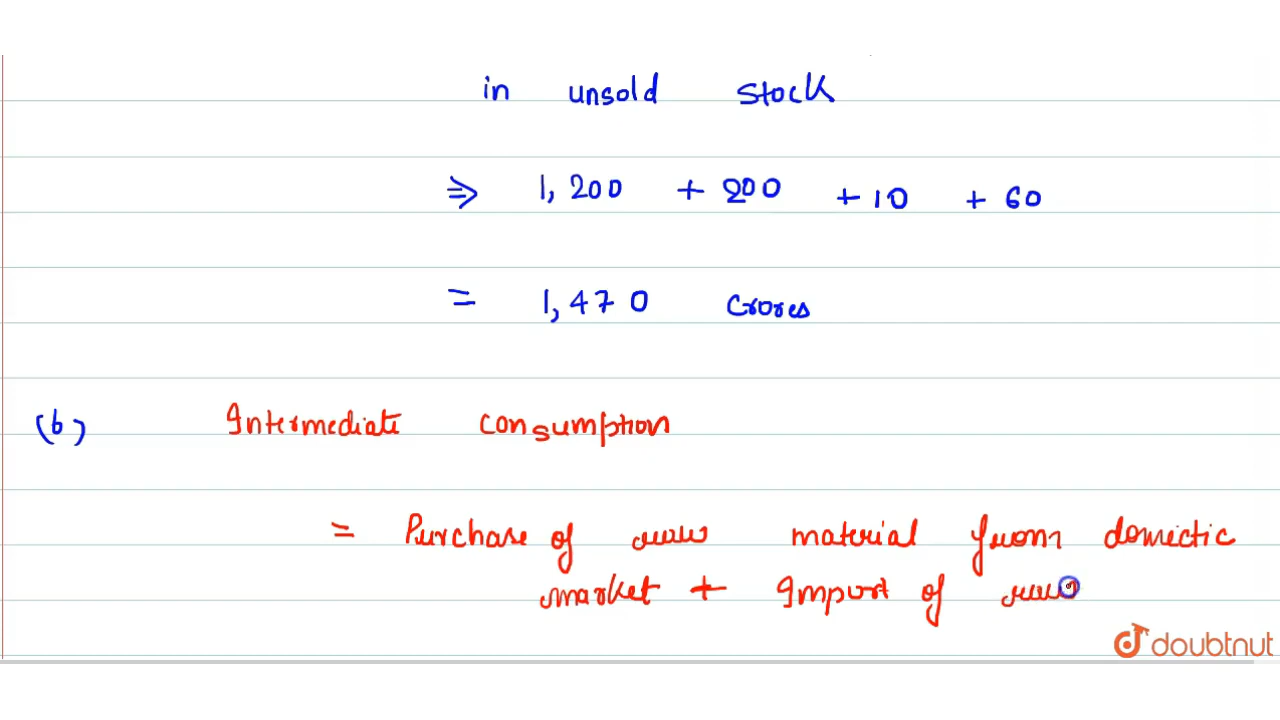 in unsold stock
⇒ 1,200 + 200 + 10 + 60
= 1,470 Crores
(b) Intermediate consumption
= Purchase of raw material from domectic
market + Import of raw
doubtnut